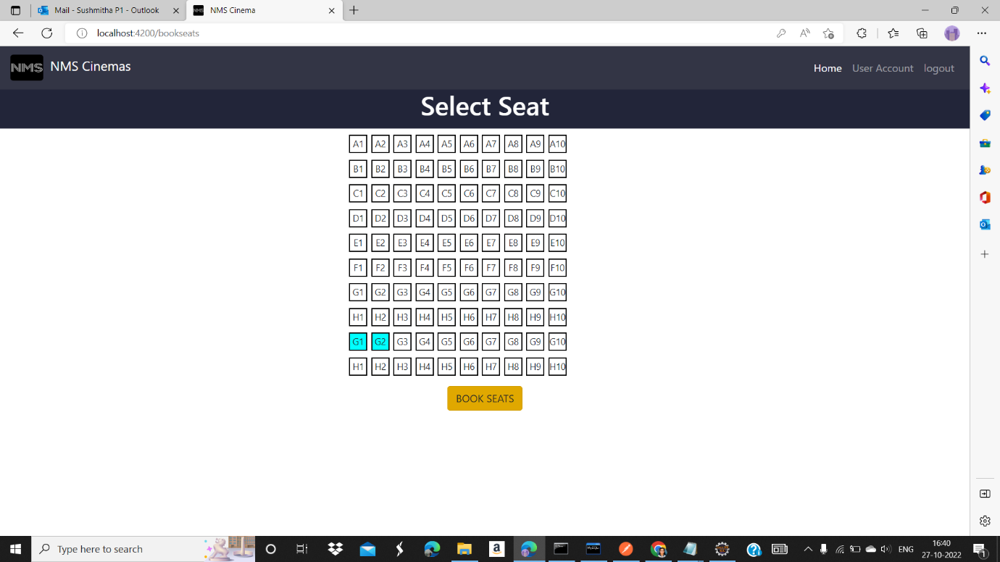 Mail - Sushmitha P1 - Outlook
NMS
NMS Cinema
localhost:4200/bookseats
NMS
NMS Cinemas
Home User Account logout
Select Seat
A1 A2 A3 A4 A5 A6 A7 A8 A9 A10
B1 B2 B3 B4 B5 B6 B7 B8 B9 B10
C1 C2 C3 C4 C5 C6 C7 C8 C9 C10
D1 D2 D3 D4 D5 D6 D7 D8 D9 D10
E1 E2 E3 E4 E5 E6 E7 E8 E9 E10
F1 F2 F3 F4 F5 F6 F7 F8 F9 F10
G1 G2 G3 G4 G5 G6 G7 G8 G9 G10
H1 H2 H3 H4 H5 H6 H7 H8 H9 H10
G1 G2 G3 G4 G5 G6 G7 G8 G9 G10
H1 H2 H3 H4 H5 H6 H7 H8 H9 H10
BOOK SEATS
Type here to search
ENG
16:40
27-10-2022
1